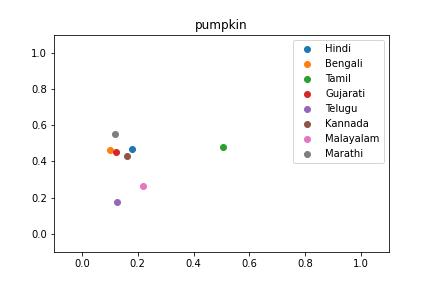 pumpkin
1.0
0.8
0.6
0.4
0.2
0.0
0.0 0.2 0.4 0.6 0.8 1.0
Hindi
Bengali
Tamil
Gujarati
Telugu
Kannada
Malayalam
Marathi